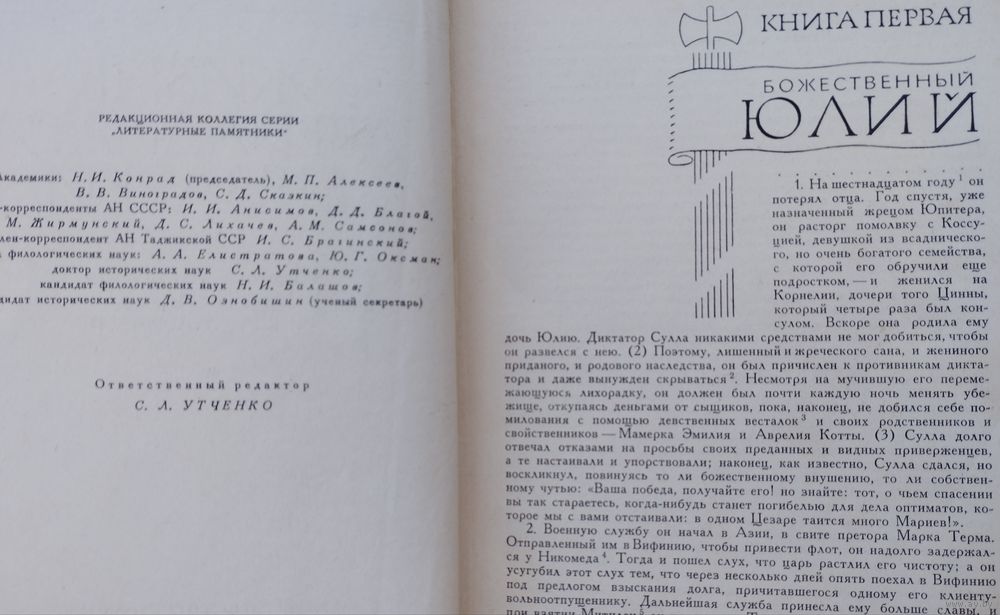 РЕДАКЦИОННАЯ КОЛЛЕГИЯ СЕРИИ
„ЛИТЕРАТУРНЫЕ ПАМЯТНИКИ“
Академики: Н. И. Конрад (председатель), М. П. Алексеев,
В. В. Виноградов, С. Д. Сказкин;
-корреспонденты АН СССР: И. И. Анисимов, Д. Д. Благой,
М. Жирмунский, Д. С. Лихачев, А. М. Самсонов;
лен-корреспондент АН Таджикской ССР И. С. Брагинский;
филологических наук: А. А. Елистратова, Ю. Г. Оксман;
доктор исторических наук С. Л. Утченко;
кандидат филологических наук Н. И. Балашов;
дидат исторических наук Д. В. Ознобишин (ученый секретарь)
Ответственный редактор
С. Л. УТЧЕНКО
КНИГА ПЕРВАЯ
БОЖЕСТВЕННЫЙ
ЮЛИЙ
. . . . . . . . . . . .
1. На шестнадцатом году¹ он
потерял отца. Год спустя, уже
назначенный жрецом Юпитера,
он расторг помолвку с Коссу-
цией, девушкой из всадническо-
го, но очень богатого семейства,
с которой его обручили еще
подростком, — и женился на
Корнелии, дочери того Цинны,
который четыре раза был кон-
сулом. Вскоре она родила ему
дочь Юлию. Диктатор Сулла никакими средствами не мог добиться, чтобы
он развелся с нею. (2) Поэтому, лишенный и жреческого сана, и жениного
приданого, и родового наследства, он был причислен к противникам дикта-
тора и даже вынужден скрываться². Несмотря на мучившую его переме-
жающуюся лихорадку, он должен был почти каждую ночь менять убе-
жище, откупаясь деньгами от сыщиков, пока, наконец, не добился себе по-
милования с помощью девственных весталок³ и своих родственников и
свойственников — Мамерка Эмилия и Аврелия Котты. (3) Сулла долго
отвечал отказами на просьбы своих преданных и видных приверженцев,
а те настаивали и упорствовали; наконец, как известно, Сулла сдался, но
воскликнул, повинуясь то ли божественному внушению, то ли собствен-
ному чутью: «Ваша победа, получайте его! но знайте: тот, о чьем спасении
вы так стараетесь, когда-нибудь станет погибелью для дела оптиматов, ко-
торое мы с вами отстаивали: в одном Цезаре таится много Мариев!».
2. Военную службу он начал в Азии, в свите претора Марка Терма.
Отправленный им в Вифинию, чтобы привести флот, он надолго задержал-
ся у Никомеда⁴. Тогда и пошел слух, что царь растлил его чистоту; а он
усугубил этот слух тем, что через несколько дней опять поехал в Вифинию
под предлогом взыскания долга, причитавшегося одному его клиенту-
вольноотпущеннику. Дальнейшая служба принесла ему больше славы,
при взятии Митилен